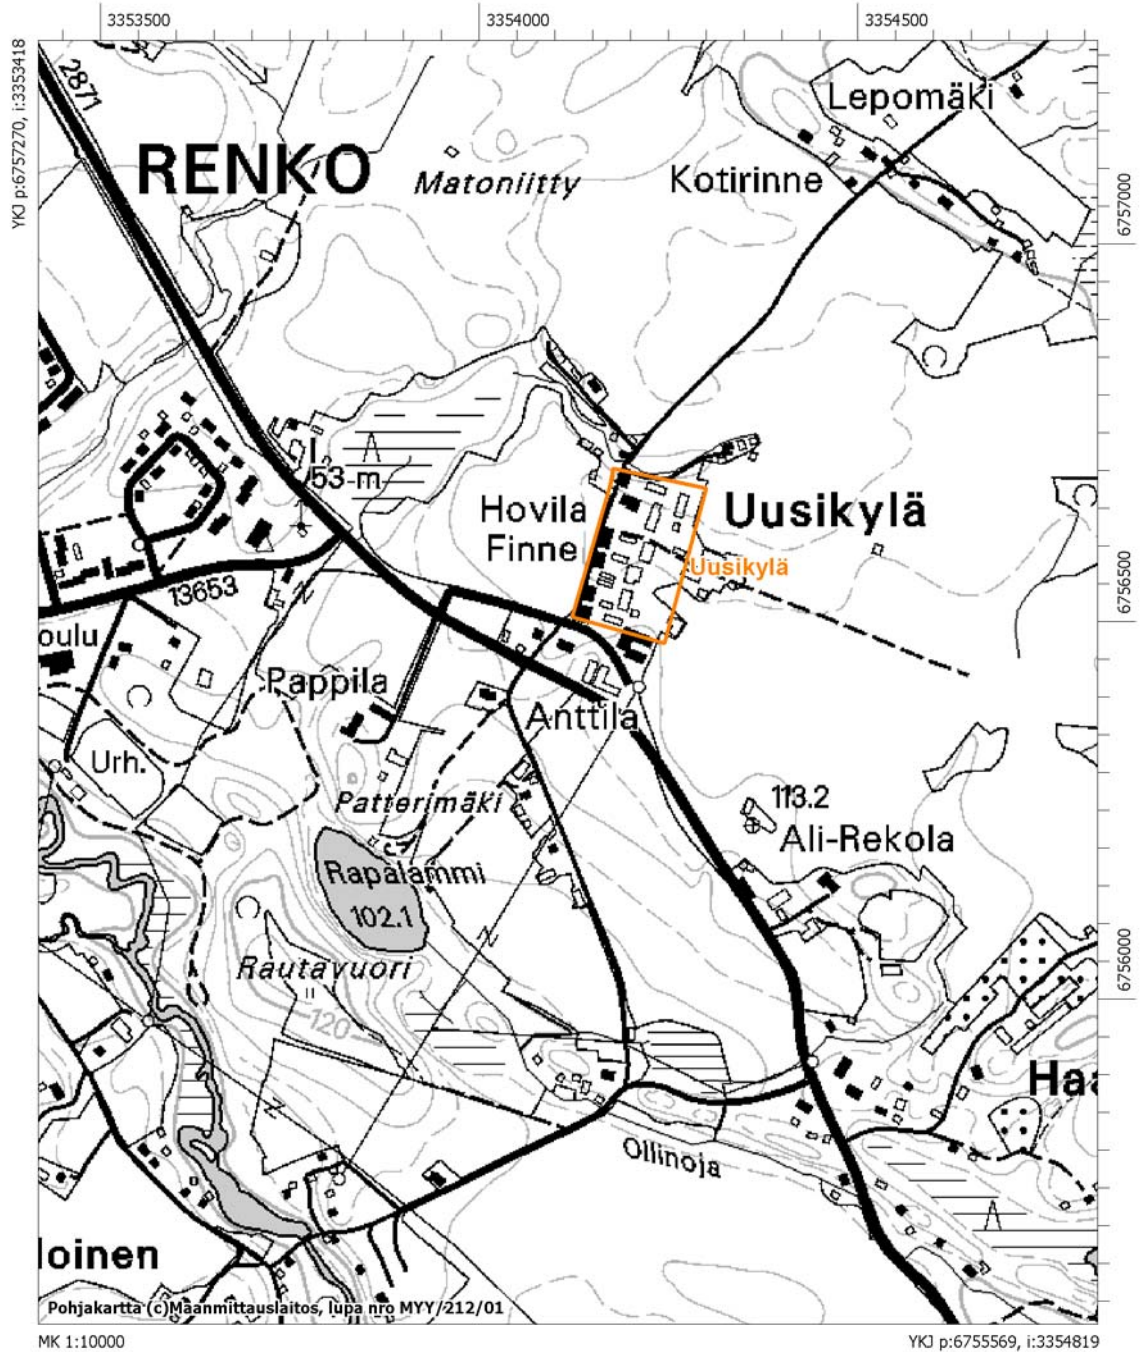 3353500
3354000
3354500
YKJ p:6757270, i:3353418
2871
Lepomäki
RENKO
Matoniitty
Kotirinne
6757000
53 m
Hovila
Finne
Uusikylä
Uusikylä
6756500
13653
oulu
Pappila
Anttila
Urh.
Patterimäki
113.2
Ali-Rekola
Rapalammi
102.1
Rautavuori
6756000
120
Haa
Ollinoja
loinen
Pohjakartta (c)Maanmittauslaitos, lupa nro MYY/212/01
MK 1:10000
YKJ p:6755569, i:3354819